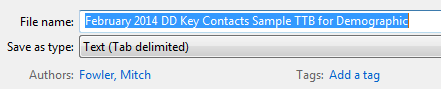 File name: February 2014 DD Key Contacts Sample TTB for Demographic
Save as type: Text (Tab delimited)
Authors: Fowler, Mitch Tags: Add a tag